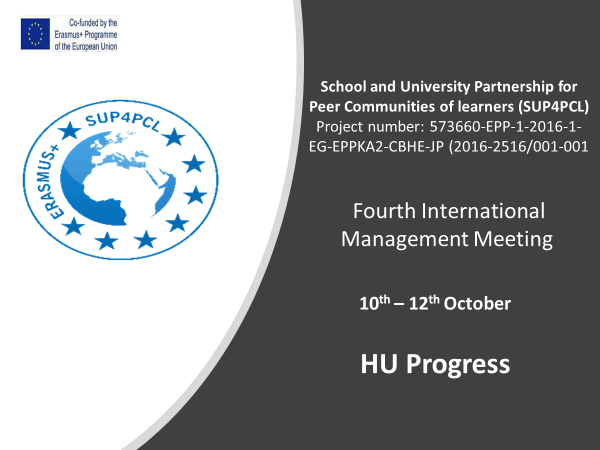 Co-funded by the
Erasmus+ Programme
of the European Union
SUP4PCL
ERASMUS+
School and University Partnership for
Peer Communities of learners (SUP4PCL)
Project number: 573660-EPP-1-2016-1-
EG-EPPKA2-CBHE-JP (2016-2516/001-001
Fourth International
Management Meeting
10th – 12th October
HU Progress